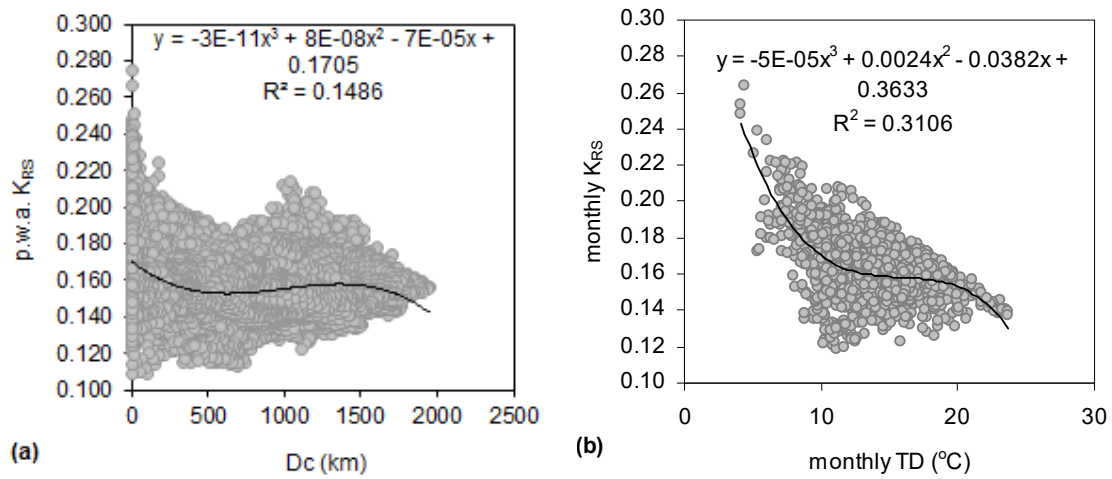 0.300
0.280
0.260
0.240
0.220
0.200
0.180
0.160
0.140
0.120
0.100
p.w.a. K_RS
y = -3E-11x³ + 8E-08x² - 7E-05x +
0.1705
R² = 0.1486
0 500 1000 1500 2000 2500
Dc (km)
(a)
0.30
0.28
0.26
0.24
0.22
0.20
0.18
0.16
0.14
0.12
0.10
monthly K_RS
y = -5E-05x³ + 0.0024x² - 0.0382x +
0.3633
R² = 0.3106
0 10 20 30
monthly TD (°C)
(b)